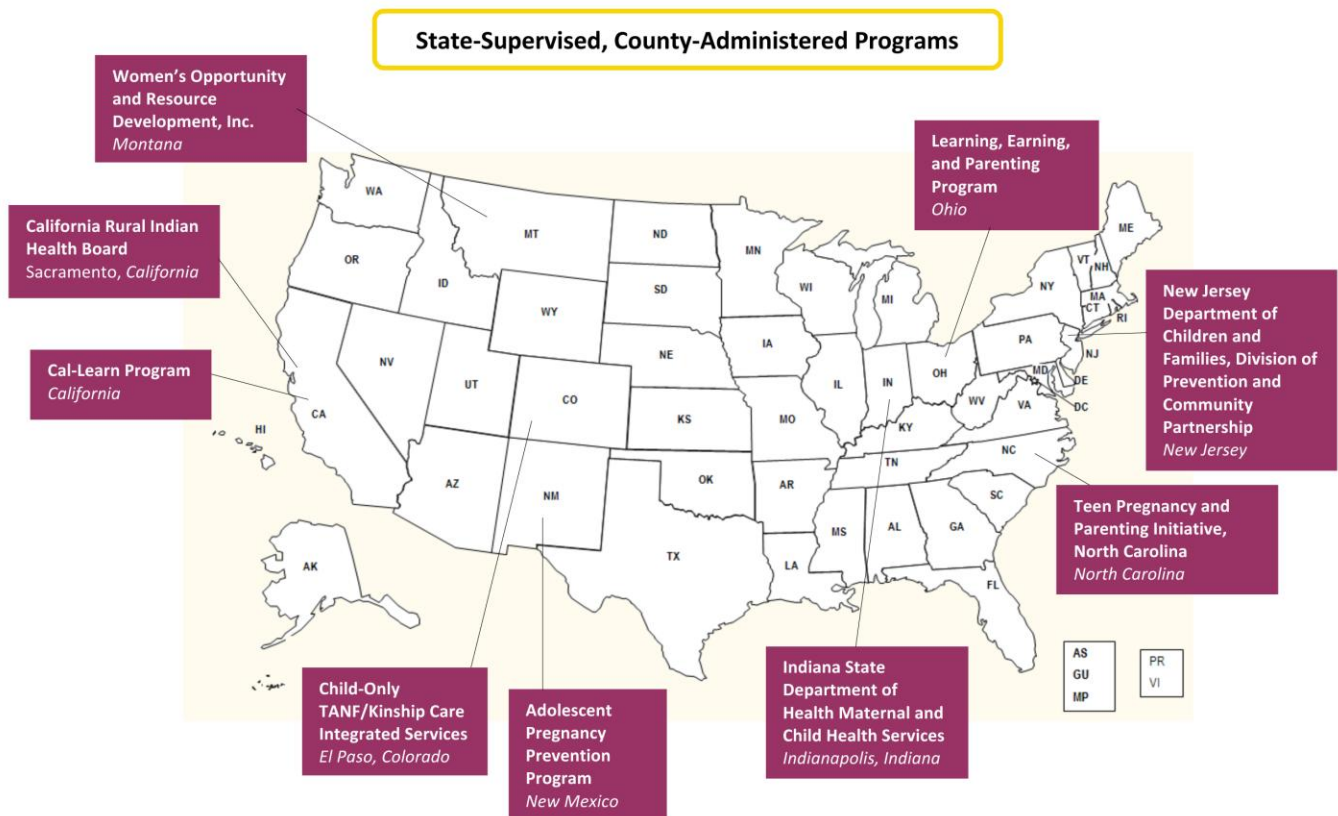 State-Supervised, County-Administered Programs
Women’s Opportunity
and Resource
Development, Inc.
Montana
Learning, Earning,
and Parenting
Program
Ohio
California Rural Indian
Health Board
Sacramento, California
Cal-Learn Program
California
New Jersey
Department of
Children and
Families, Division of
Prevention and
Community
Partnership
New Jersey
Teen Pregnancy and
Parenting Initiative,
North Carolina
North Carolina
Child-Only
TANF/Kinship Care
Integrated Services
El Paso, Colorado
Adolescent
Pregnancy
Prevention
Program
New Mexico
Indiana State
Department of
Health Maternal and
Child Health Services
Indianapolis, Indiana
WA
OR
ID
MT
ND
MN
SD
WY
WI
MI
NY
VT
NH
ME
MA
CT
RI
NV
UT
CO
NE
IA
IL
IN
OH
PA
NJ
MD
DE
DC
WV
VA
CA
HI
KS
MO
KY
TN
NC
AZ
NM
OK
AR
SC
MS
AL
GA
TX
LA
FL
AK
AS
GU
MP
PR
VI